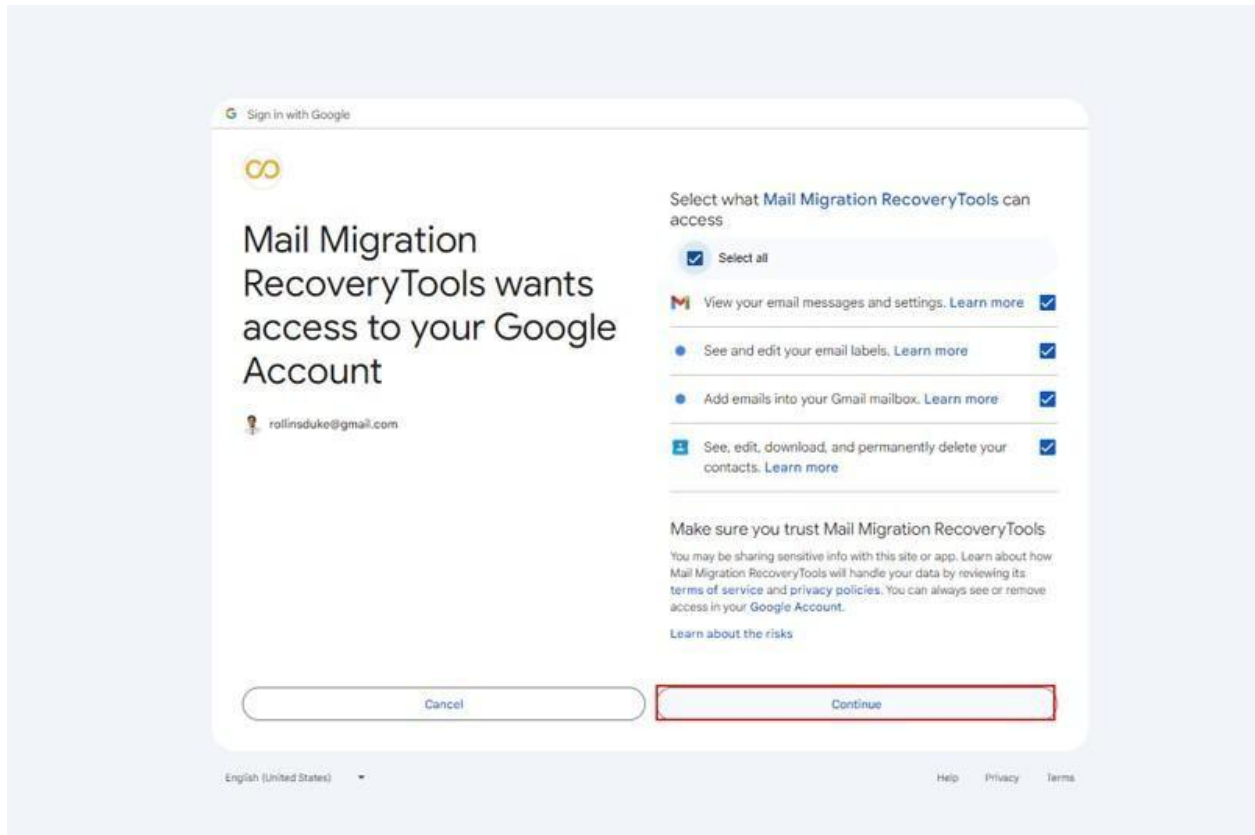 Sign in with Google
Mail Migration
RecoveryTools wants
access to your Google
Account
rollinsduke@gmail.com
Select what Mail Migration RecoveryTools can
access
Select all
View your email messages and settings. Learn more
See and edit your email labels. Learn more
Add emails into your Gmail mailbox. Learn more
See, edit, download, and permanently delete your
contacts. Learn more
Make sure you trust Mail Migration RecoveryTools
You may be sharing sensitive info with this site or app. Learn about how
Mail Migration RecoveryTools will handle your data by reviewing its
terms of service and privacy policies. You can always see or remove
access in your Google Account.
Learn about the risks
Cancel
Continue
English (United States)
Help Privacy Terms